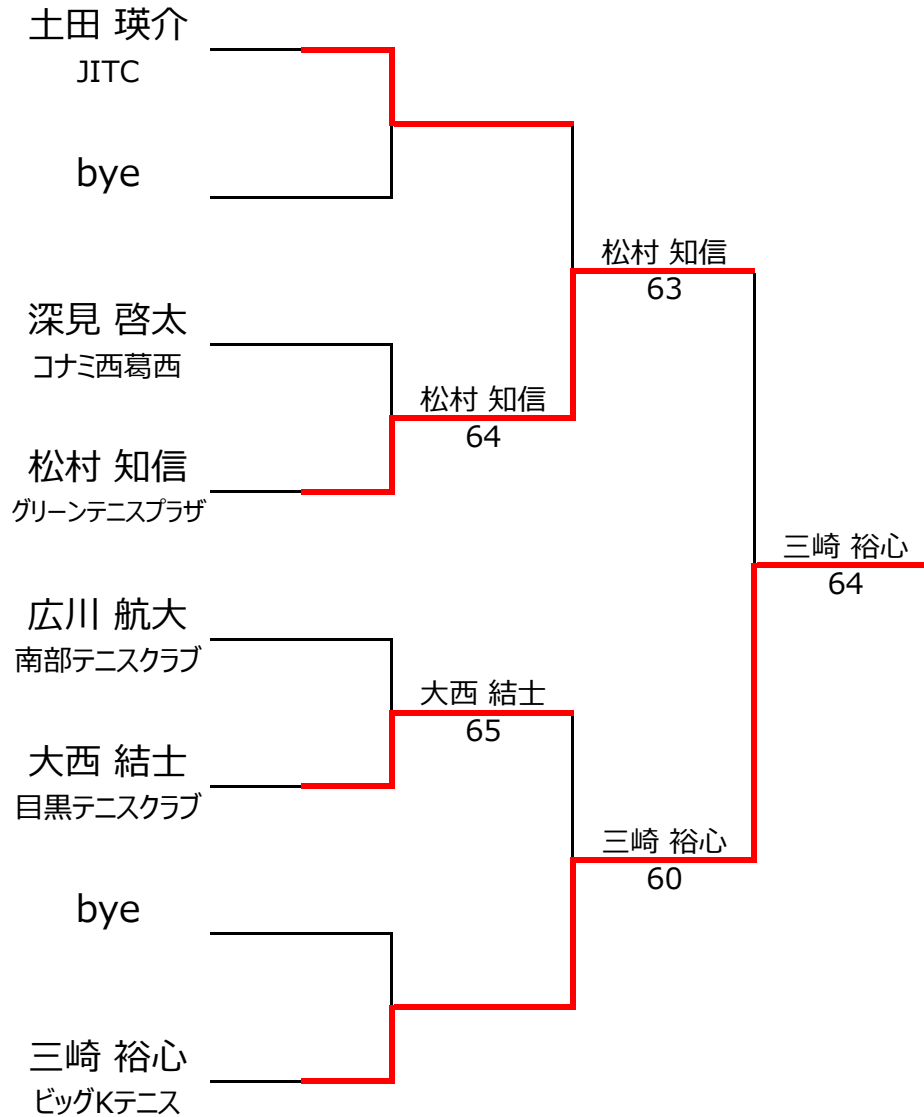 土田 瑛介
JITC
bye
深見 啓太
コナミ西葛西
松村 知信
グリーンテニスプラザ
広川 航大
南部テニスクラブ
大西 結士
目黒テニスクラブ
bye
三崎 裕心
ビッグKテニス
松村 知信
64
大西 結士
65
松村 知信
63
三崎 裕心
60
三崎 裕心
64